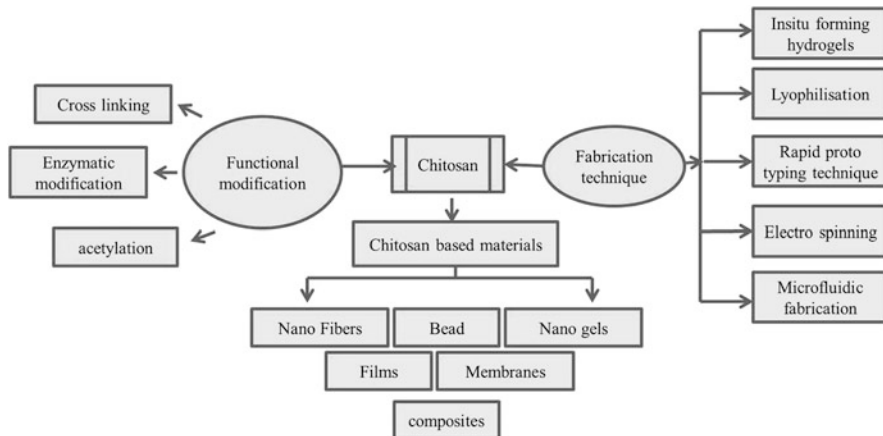 Cross linking
Enzymatic
modification
acetylation
Functional
modification
Chitosan
Fabrication
technique
Insitu forming
hydrogels
Lyophilisation
Rapid proto
typing technique
Electro spinning
Microfluidic
fabrication
Chitosan based materials
Nano Fibers
Bead
Nano gels
Films
Membranes
composites